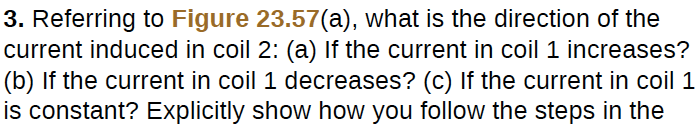 3. Referring to Figure 23.57(a), what is the direction of the
current induced in coil 2: (a) If the current in coil 1 increases?
(b) If the current in coil 1 decreases? (c) If the current in coil 1
is constant? Explicitly show how you follow the steps in the